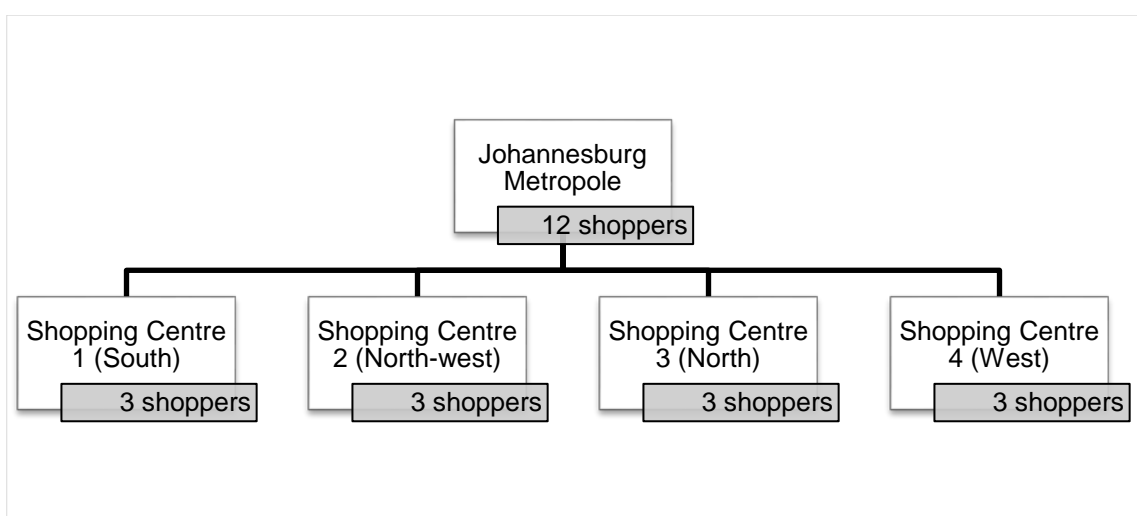 Johannesburg
Metropole
12 shoppers
Shopping Centre
1 (South)
3 shoppers
Shopping Centre
2 (North-west)
3 shoppers
Shopping Centre
3 (North)
3 shoppers
Shopping Centre
4 (West)
3 shoppers